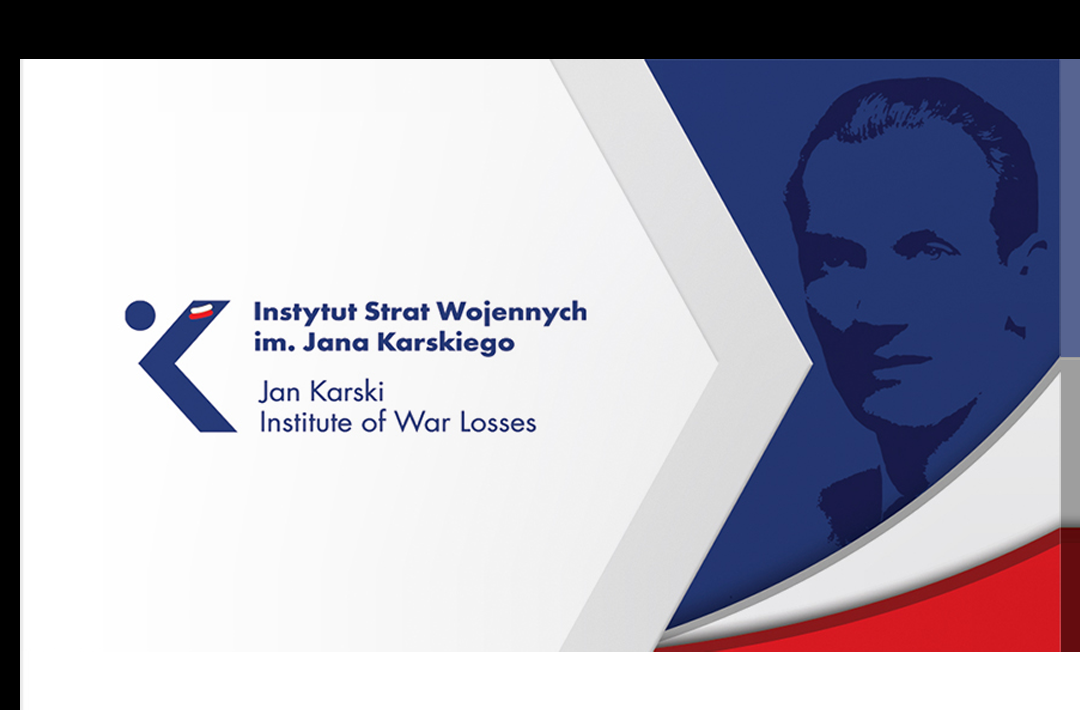 Instytut Strat Wojennych
im. Jana Karskiego
Jan Karski
Institute of War Losses